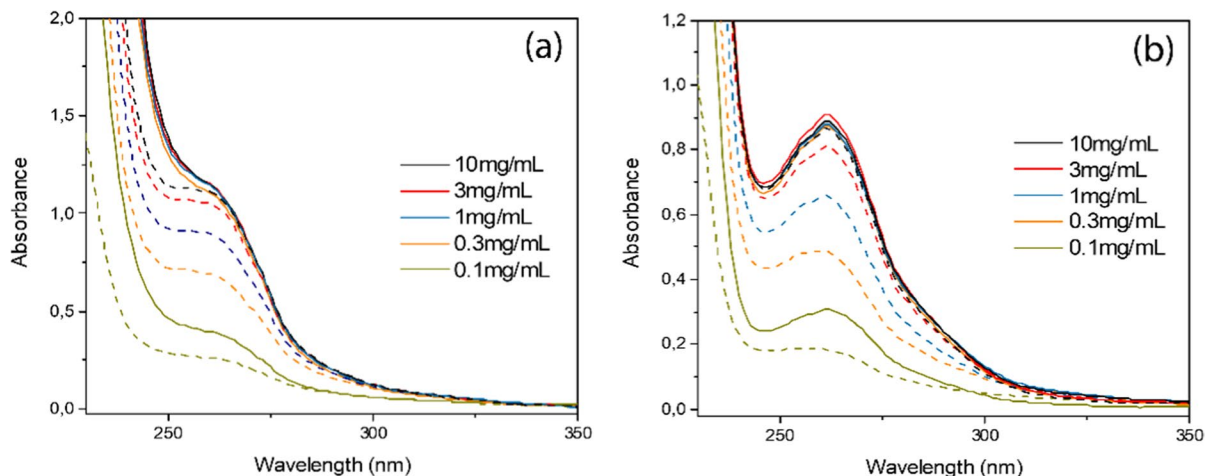 (a)
2,0
1,5
1,0
0,5
0,0
Absorbance
10mg/mL
3mg/mL
1mg/mL
0.3mg/mL
0.1mg/mL
250
300
350
Wavelength (nm)
(b)
1,2
1,0
0,8
0,6
0,4
0,2
0,0
Absorbance
10mg/mL
3mg/mL
1mg/mL
0.3mg/mL
0.1mg/mL
250
300
350
Wavelength (nm)